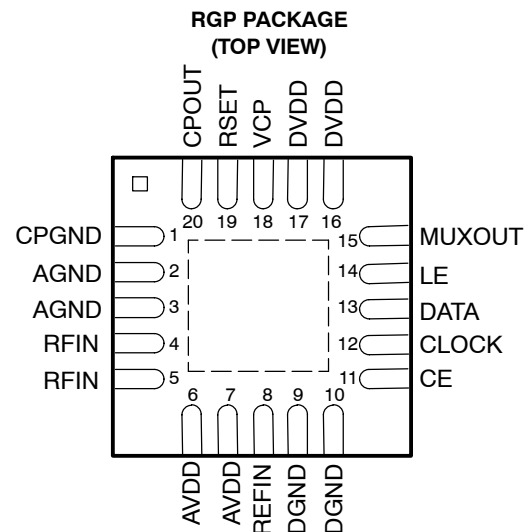 RGP PACKAGE
(TOP VIEW)
CPOUT
RSET
VCP
DVDD
DVDD
20 19 18 17 16
CPGND 1
AGND 2
AGND 3
RFIN 4
RFIN 5
15 MUXOUT
14 LE
13 DATA
12 CLOCK
11 CE
6 7 8 9 10
AVDD
AVDD
REFIN
DGND
DGND